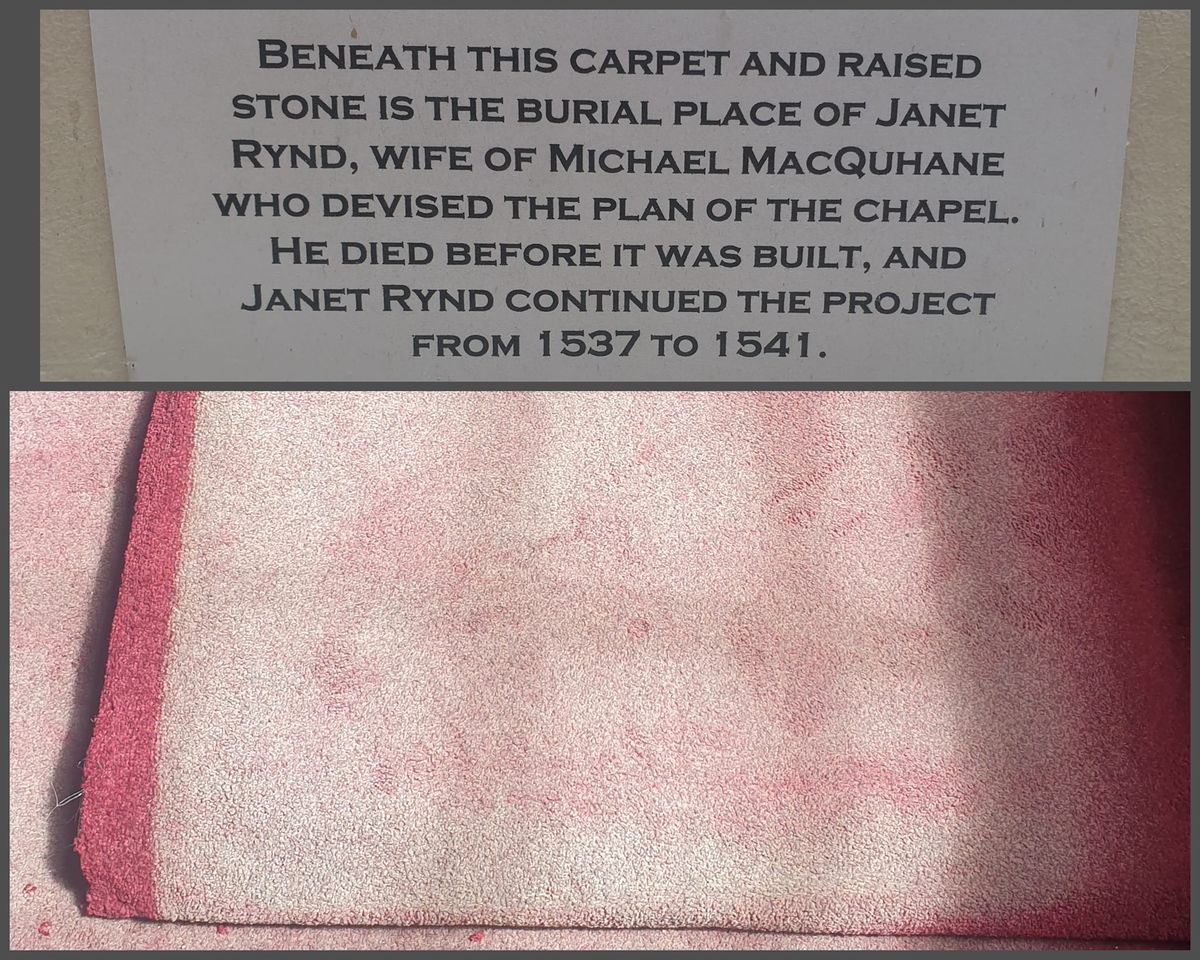 Beneath this carpet and raised
stone is the burial place of Janet
Rynd, wife of Michael MacQuhane
who devised the plan of the chapel.
He died before it was built, and
Janet Rynd continued the project
from 1537 to 1541.